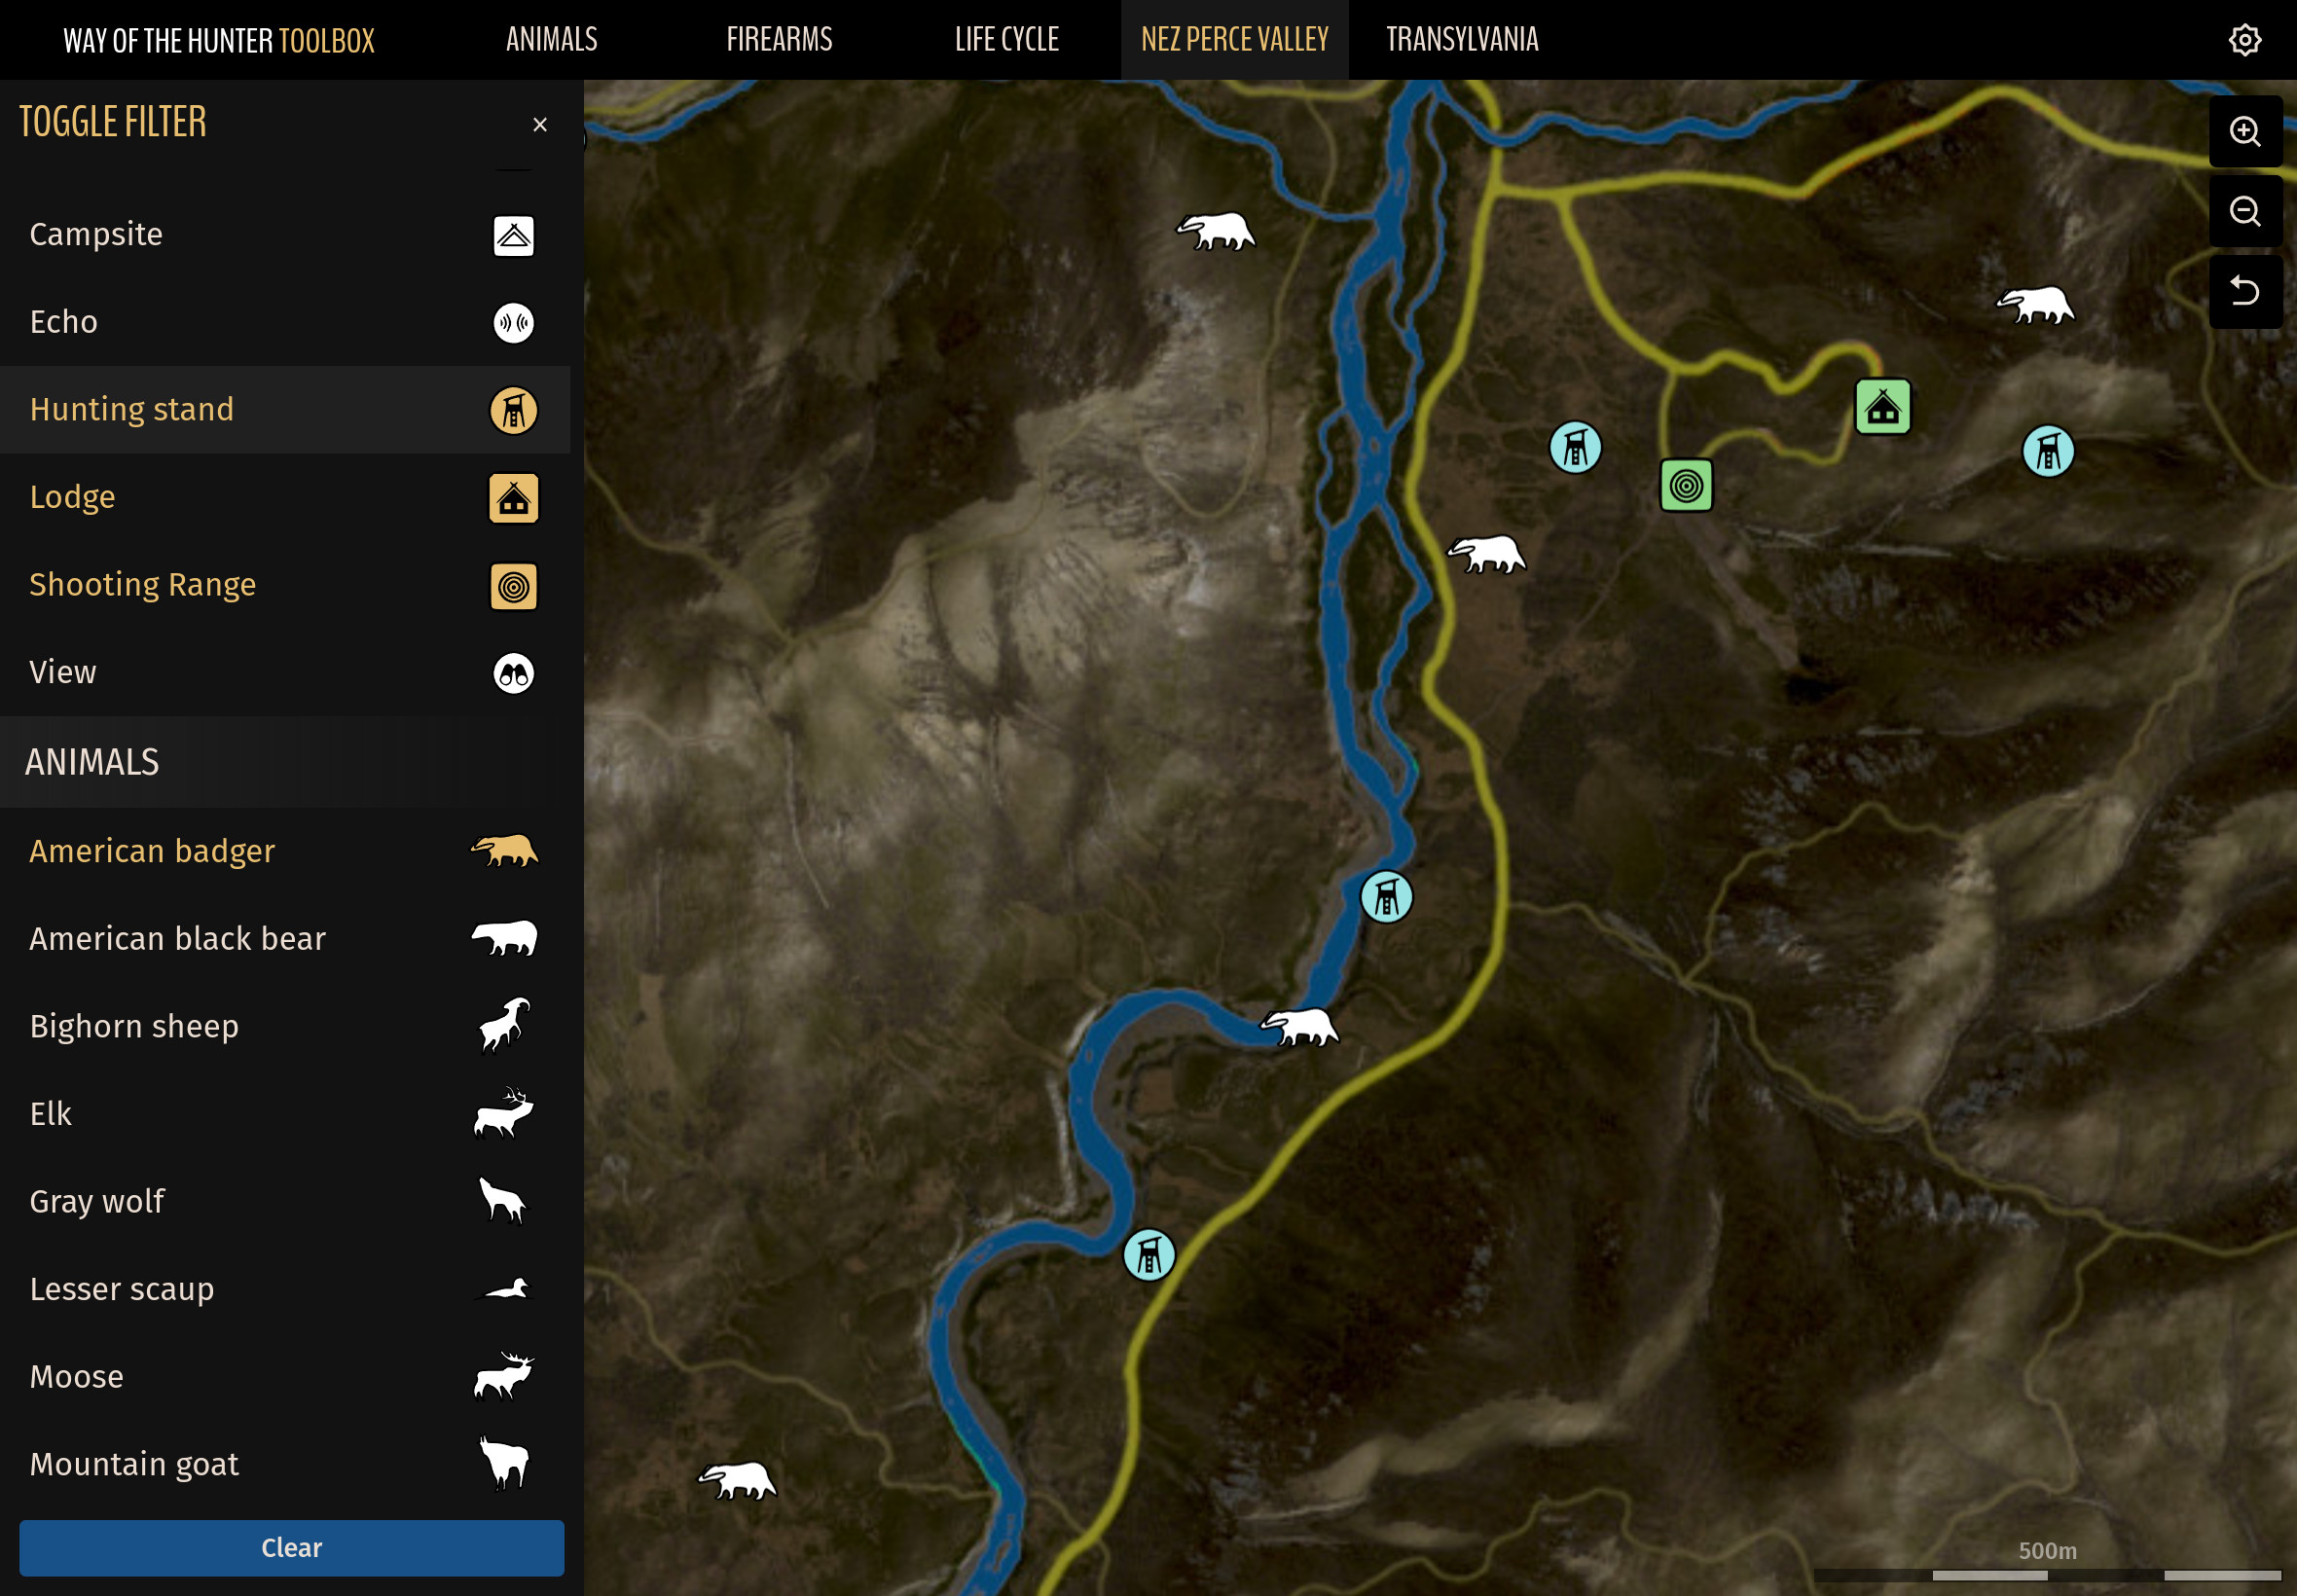 WAY OF THE HUNTER TOOLBOX
ANIMALS
FIREARMS
LIFE CYCLE
NEZ PERCE VALLEY
TRANSYLVANIA
TOGGLE FILTER
×
Campsite
Echo
Hunting stand
Lodge
Shooting Range
View
ANIMALS
American badger
American black bear
Bighorn sheep
Elk
Gray wolf
Lesser scaup
Moose
Mountain goat
Clear
500m